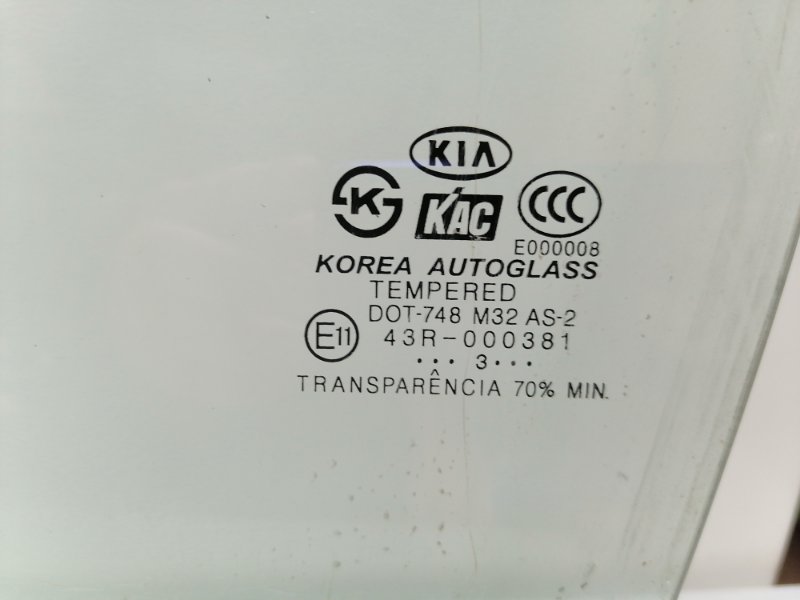 KIA
K KAC CCC
E000008
KOREA AUTOGLASS
TEMPERED
DOT-748 M32 AS-2
E11 43R-000381
••• 3•••
TRANSPARÊNCIA 70% MIN.